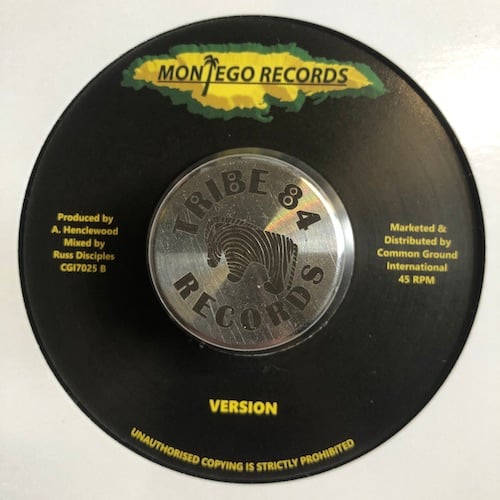 MONTEGO RECORDS
TRIBE 84
RECORDS
Produced by
A. Henclewood
Mixed by
Russ Disciples
CGI7025 B
Marketed &
Distributed by
Common Ground
International
45 RPM
VERSION
UNAUTHORISED COPYING IS STRICTLY PROHIBITED